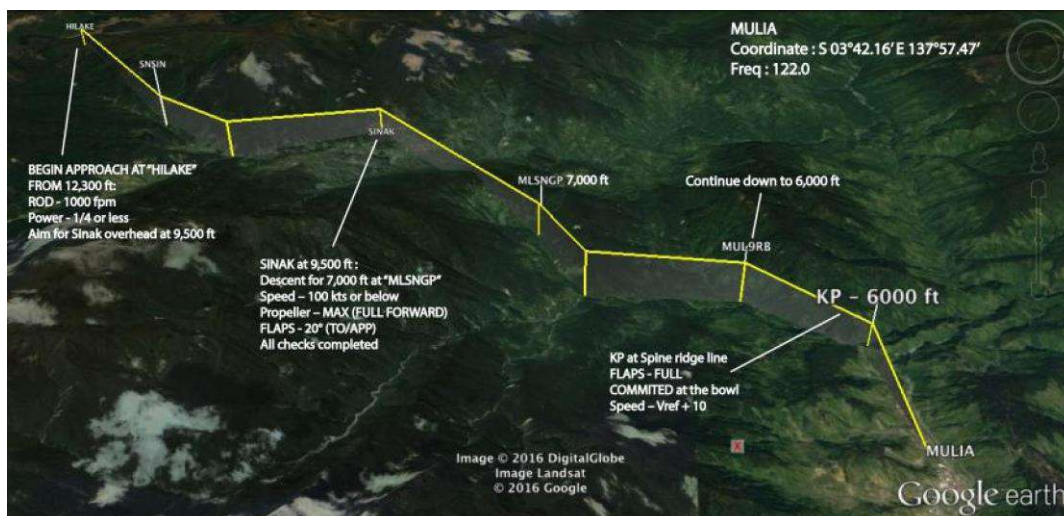 HILAKE
SNSIN
MULIA
Coordinate : S 03°42.16' E 137°57.47'
Freq : 122.0
SINAK
BEGIN APPROACH AT "HILAKE"
FROM 12,300 ft:
ROD - 1000 fpm
Power - 1/4 or less
Aim for Sinak overhead at 9,500 ft
MLSNGP 7,000 ft
Continue down to 6,000 ft
MUL9RB
SINAK at 9,500 ft :
Descent for 7,000 ft at "MLSNGP"
Speed – 100 kts or below
Propeller – MAX (FULL FORWARD)
FLAPS - 20° (TO/APP)
All checks completed
KP – 6000 ft
KP at Spine ridge line
FLAPS - FULL
COMMITED at the bowl
Speed – Vref + 10
X
MULIA
Image © 2016 DigitalGlobe
Image Landsat
© 2016 Google
Google earth